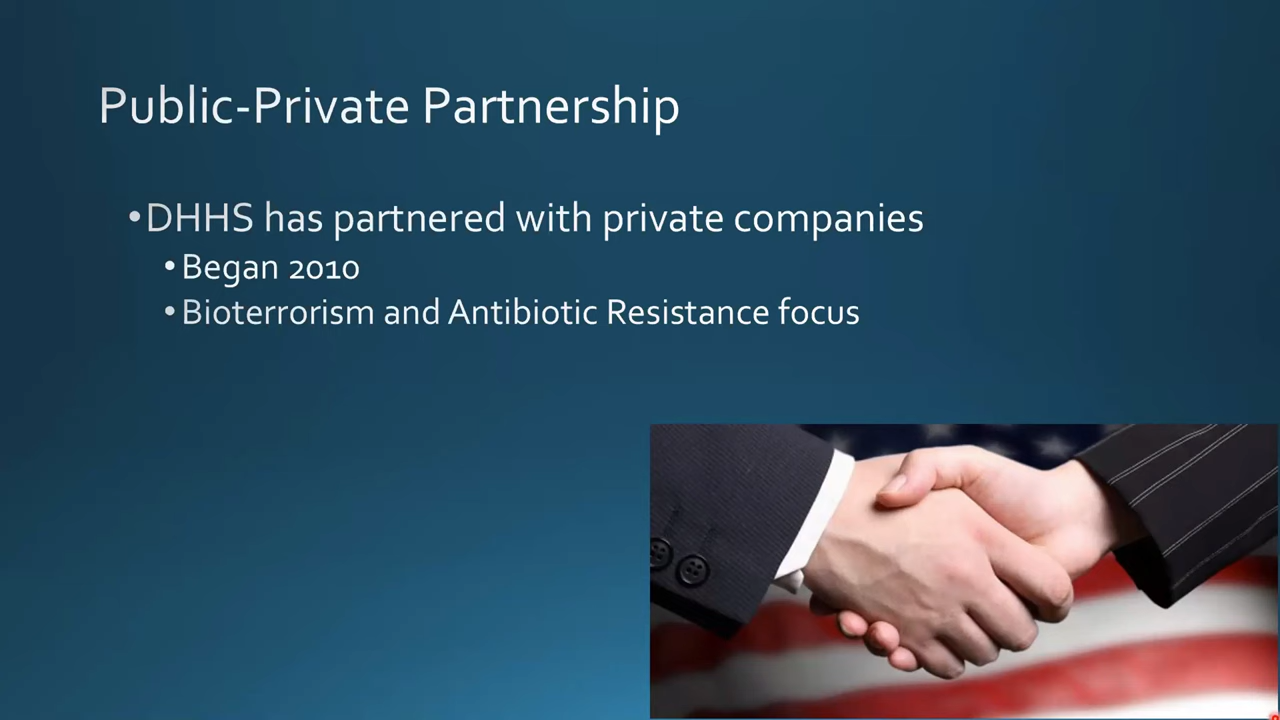 Public-Private Partnership
•DHHS has partnered with private companies
•Began 2010
•Bioterrorism and Antibiotic Resistance focus